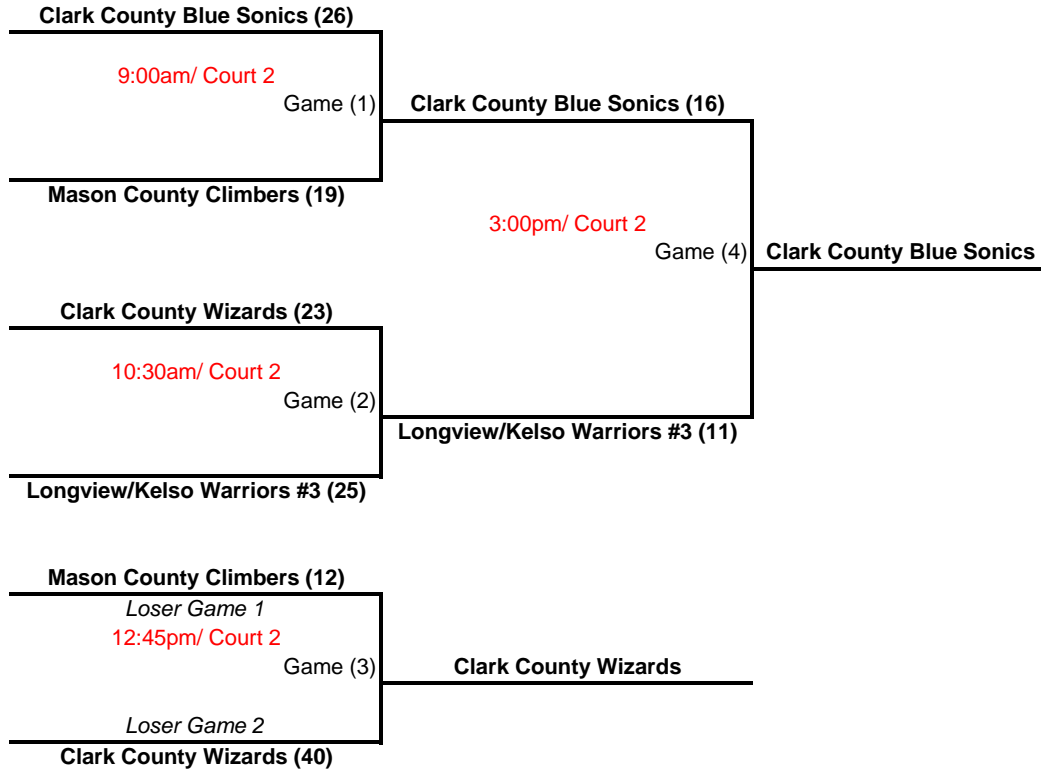 Clark County Blue Sonics (26)
9:00am/ Court 2
Game (1)
Clark County Blue Sonics (16)
Mason County Climbers (19)
3:00pm/ Court 2
Game (4)
Clark County Blue Sonics
Clark County Wizards (23)
10:30am/ Court 2
Game (2)
Longview/Kelso Warriors #3 (11)
Longview/Kelso Warriors #3 (25)
Mason County Climbers (12)
Loser Game 1
12:45pm/ Court 2
Game (3)
Clark County Wizards
Loser Game 2
Clark County Wizards (40)